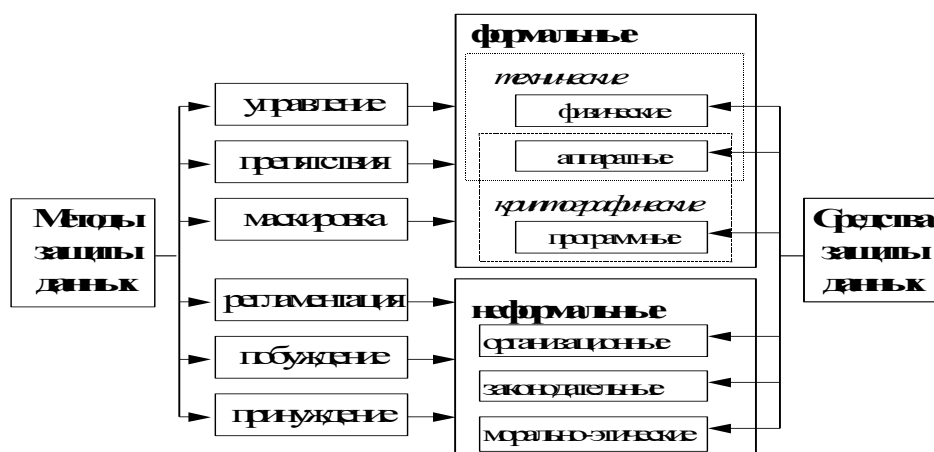 Методы
защиты
данных
управление
препятствия
маскировка
регламентация
побуждение
принуждение
формальные
технические
физические
аппаратные
криптографические
программные
неформальные
организационные
законодательные
морально-этические
Средства
защиты
данных